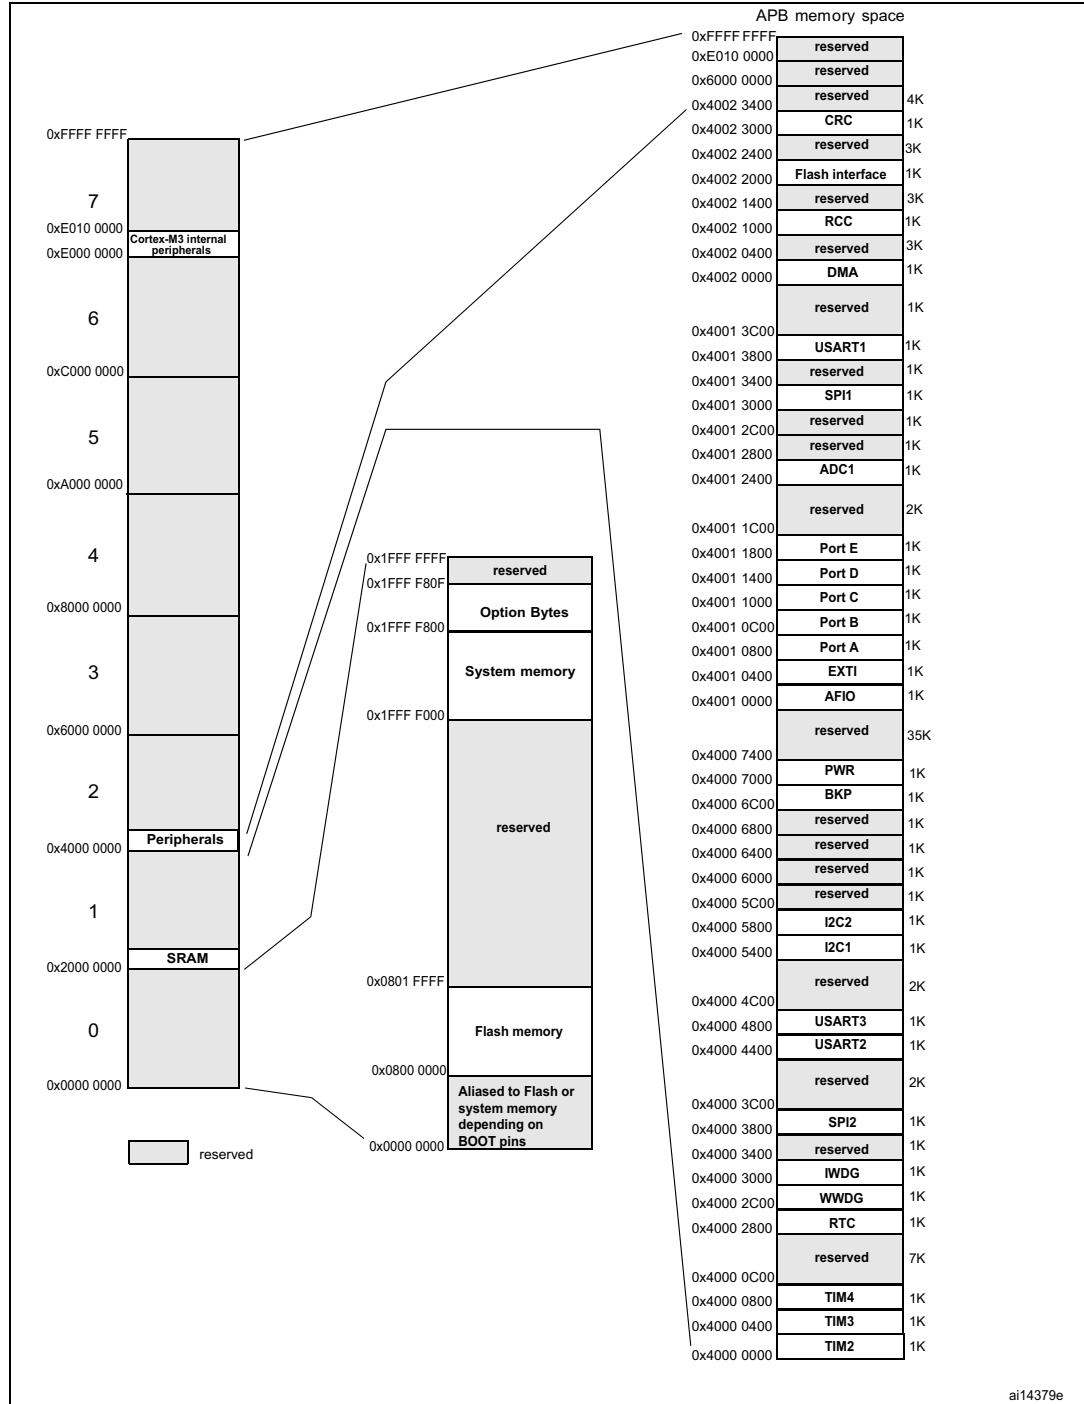 APB memory space
0xFFFF FFFF
7
0xE010 0000
Cortex-M3 internal
peripherals
0xE000 0000
6
0xC000 0000
5
0xA000 0000
4
0x8000 0000
3
0x6000 0000
2
Peripherals
0x4000 0000
1
SRAM
0x2000 0000
0
0x0000 0000
reserved
0x1FFF FFFF
reserved
0x1FFF F80F
Option Bytes
0x1FFF F800
System memory
0x1FFF F000
reserved
0x0801 FFFF
Flash memory
0x0800 0000
Aliased to Flash or
system memory
depending on
BOOT pins
0x0000 0000
0xFFFF FFFF
reserved
0xE010 0000
reserved
0x6000 0000
reserved 4K
0x4002 3400
CRC 1K
0x4002 3000
reserved 3K
0x4002 2400
Flash interface 1K
0x4002 2000
reserved 3K
0x4002 1400
RCC 1K
0x4002 1000
reserved 3K
0x4002 0400
DMA 1K
0x4002 0000
reserved 1K
0x4001 3C00
USART1 1K
0x4001 3800
reserved 1K
0x4001 3400
SPI1 1K
0x4001 3000
reserved 1K
0x4001 2C00
reserved 1K
0x4001 2800
ADC1 1K
0x4001 2400
reserved 2K
0x4001 1C00
Port E 1K
0x4001 1800
Port D 1K
0x4001 1400
Port C 1K
0x4001 1000
Port B 1K
0x4001 0C00
Port A 1K
0x4001 0800
EXTI 1K
0x4001 0400
AFIO 1K
0x4001 0000
reserved 35K
0x4000 7400
PWR 1K
0x4000 7000
BKP 1K
0x4000 6C00
reserved 1K
0x4000 6800
reserved 1K
0x4000 6400
reserved 1K
0x4000 6000
reserved 1K
0x4000 5C00
I2C2 1K
0x4000 5800
I2C1 1K
0x4000 5400
reserved 2K
0x4000 4C00
USART3 1K
0x4000 4800
USART2 1K
0x4000 4400
reserved 2K
0x4000 3C00
SPI2 1K
0x4000 3800
reserved 1K
0x4000 3400
IWDG 1K
0x4000 3000
WWDG 1K
0x4000 2C00
RTC 1K
0x4000 2800
reserved 7K
0x4000 0C00
TIM4 1K
0x4000 0800
TIM3 1K
0x4000 0400
TIM2 1K
0x4000 0000
ai14379e